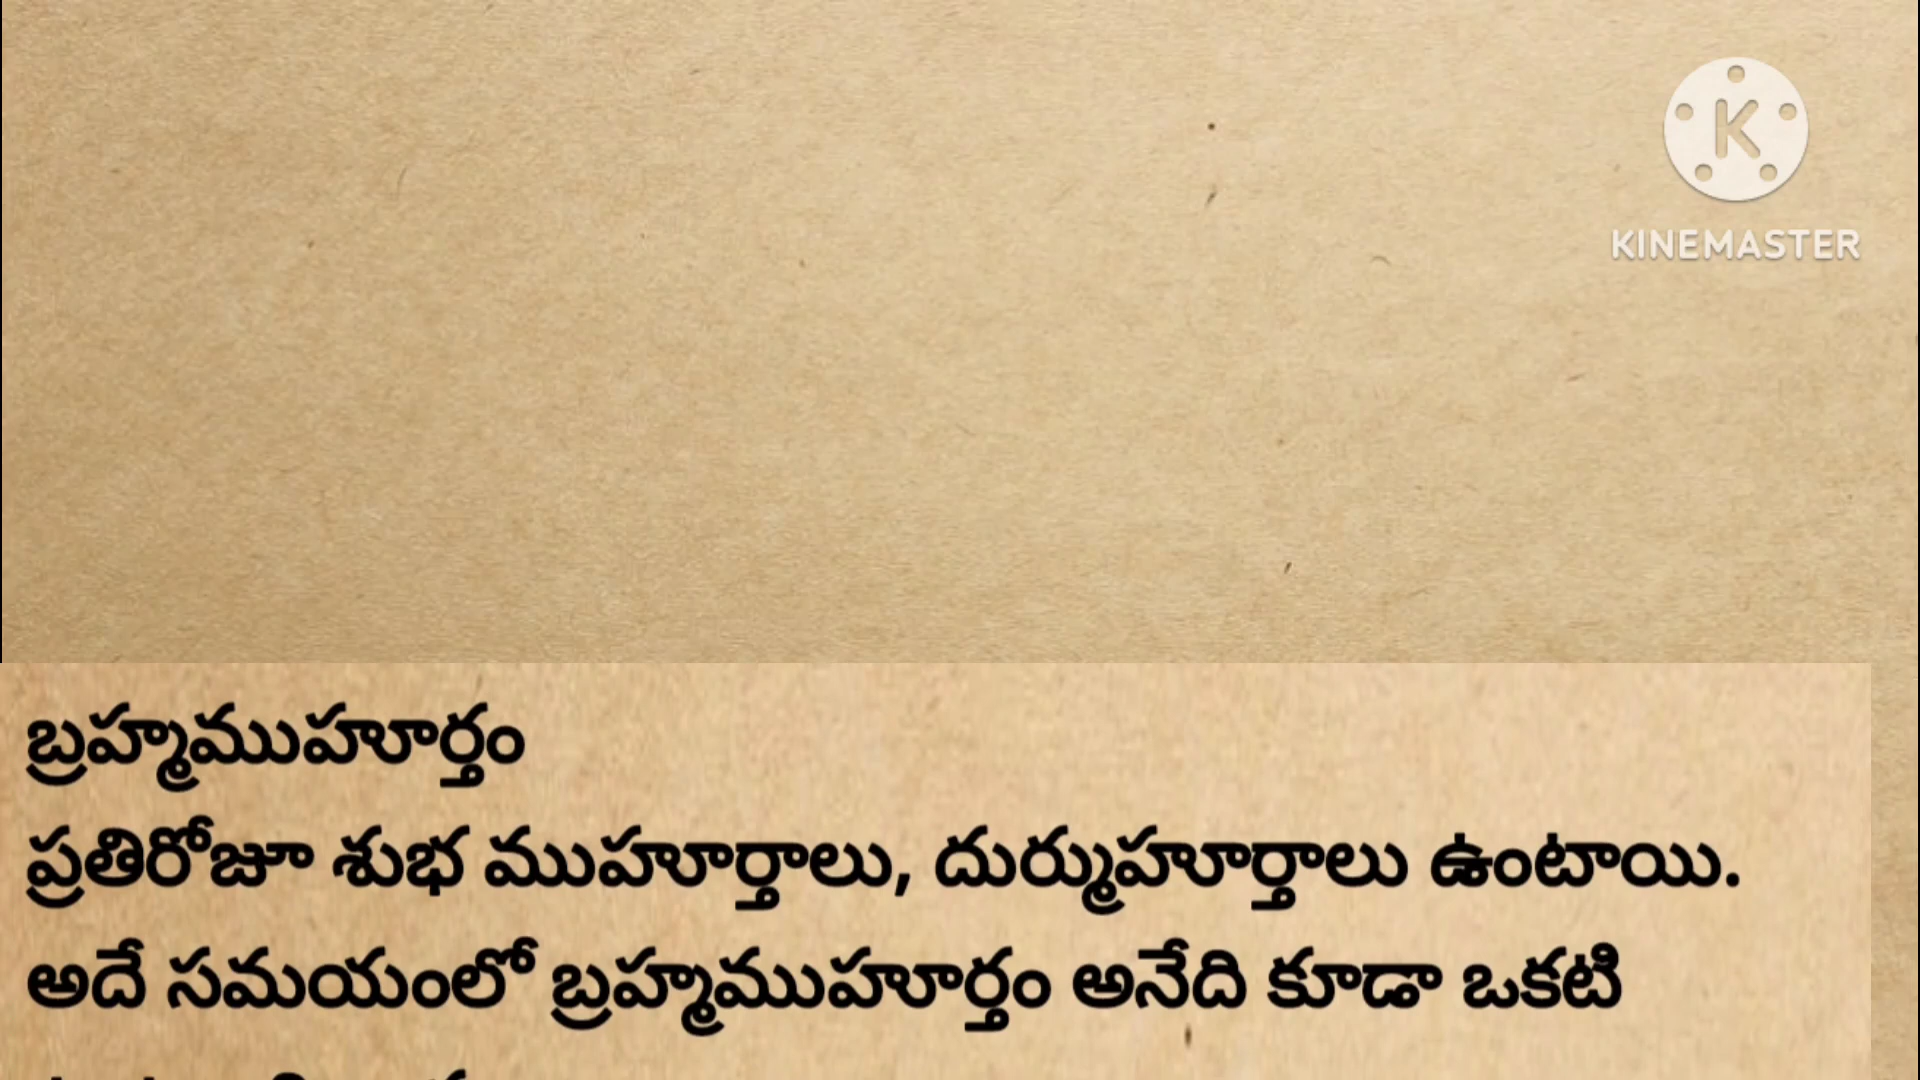 KINEMASTER
బ్రహ్మముహూర్తం
ప్రతిరోజూ శుభ ముహూర్తాలు, దుర్ముహూర్తాలు ఉంటాయి.
అదే సమయంలో బ్రహ్మముహూర్తం అనేది కూడా ఒకటి